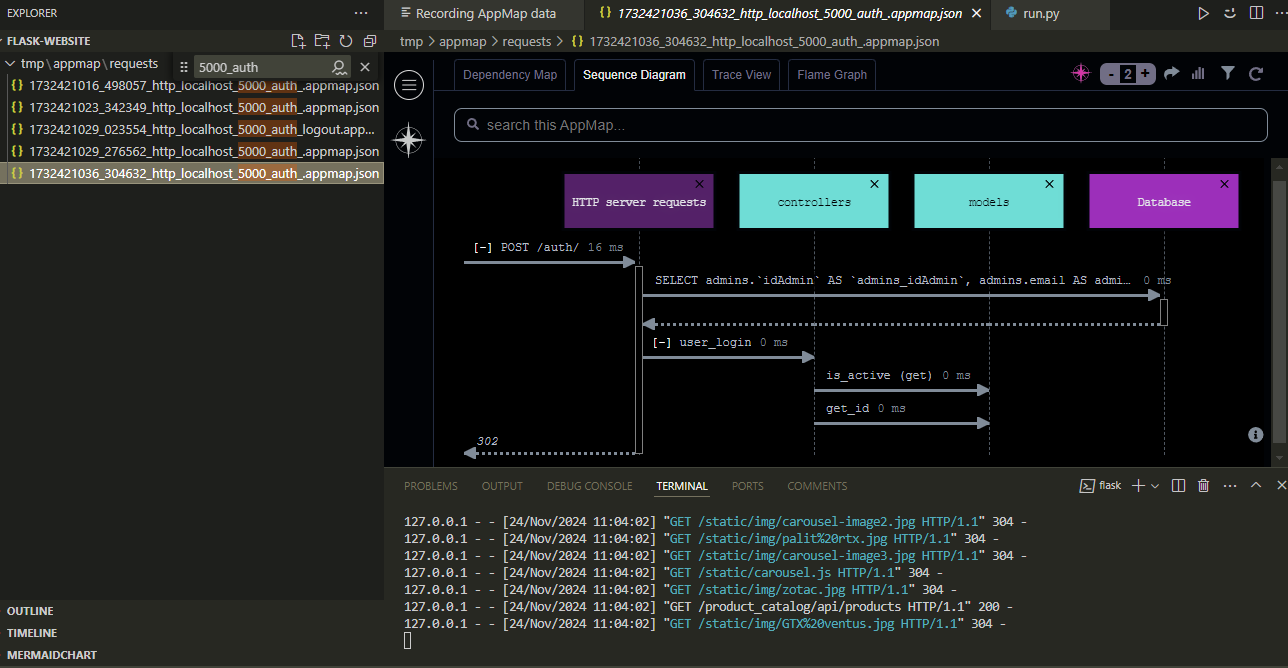 EXPLORER
FLASK-WEBSITE
tmp\appmap\requests
5000_auth
1732421016_498057_http_localhost_5000_auth_.appmap.json
1732421023_342349_http_localhost_5000_auth_.appmap.json
1732421029_023554_http_localhost_5000_auth_logout.app...
1732421029_276562_http_localhost_5000_auth_.appmap.json
1732421036_304632_http_localhost_5000_auth_.appmap.json
OUTLINE
TIMELINE
MERMAIDCHART
Recording AppMap data
1732421036_304632_http_localhost_5000_auth_.appmap.json
run.py
tmp > appmap > requests > {} 1732421036_304632_http_localhost_5000_auth_.appmap.json
Dependency Map
Sequence Diagram
Trace View
Flame Graph
- 2 +
search this AppMap...
HTTP server requests
controllers
models
Database
[-] POST /auth/ 16 ms
SELECT admins.`idAdmin` AS `admins_idAdmin`, admins.email AS admi… 0 ms
[-] user_login 0 ms
is_active (get) 0 ms
get_id 0 ms
302
PROBLEMS
OUTPUT
DEBUG CONSOLE
TERMINAL
PORTS
COMMENTS
flask
127.0.0.1 - - [24/Nov/2024 11:04:02] "GET /static/img/carousel-image2.jpg HTTP/1.1" 304 -
127.0.0.1 - - [24/Nov/2024 11:04:02] "GET /static/img/palit%20rtx.jpg HTTP/1.1" 304 -
127.0.0.1 - - [24/Nov/2024 11:04:02] "GET /static/img/carousel-image3.jpg HTTP/1.1" 304 -
127.0.0.1 - - [24/Nov/2024 11:04:02] "GET /static/carousel.js HTTP/1.1" 304 -
127.0.0.1 - - [24/Nov/2024 11:04:02] "GET /static/img/zotac.jpg HTTP/1.1" 304 -
127.0.0.1 - - [24/Nov/2024 11:04:02] "GET /product_catalog/api/products HTTP/1.1" 200 -
127.0.0.1 - - [24/Nov/2024 11:04:02] "GET /static/img/GTX%20ventus.jpg HTTP/1.1" 304 -